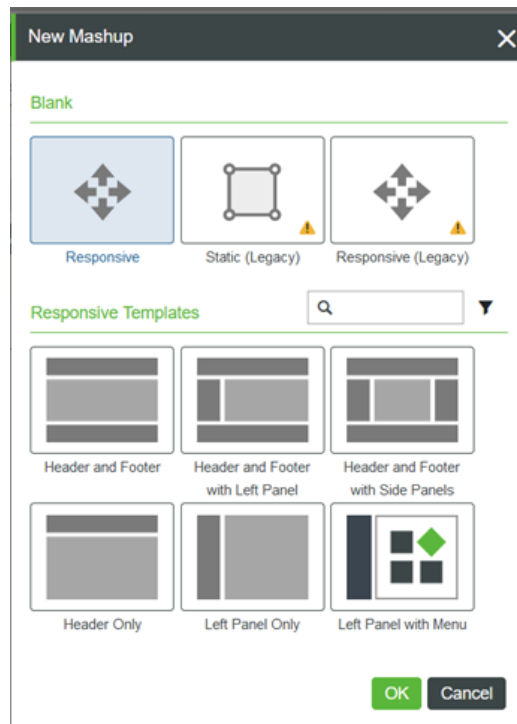 New Mashup
Blank
Responsive
Static (Legacy)
Responsive (Legacy)
Responsive Templates
Header and Footer
Header and Footer
with Left Panel
Header and Footer
with Side Panels
Header Only
Left Panel Only
Left Panel with Menu
OK
Cancel